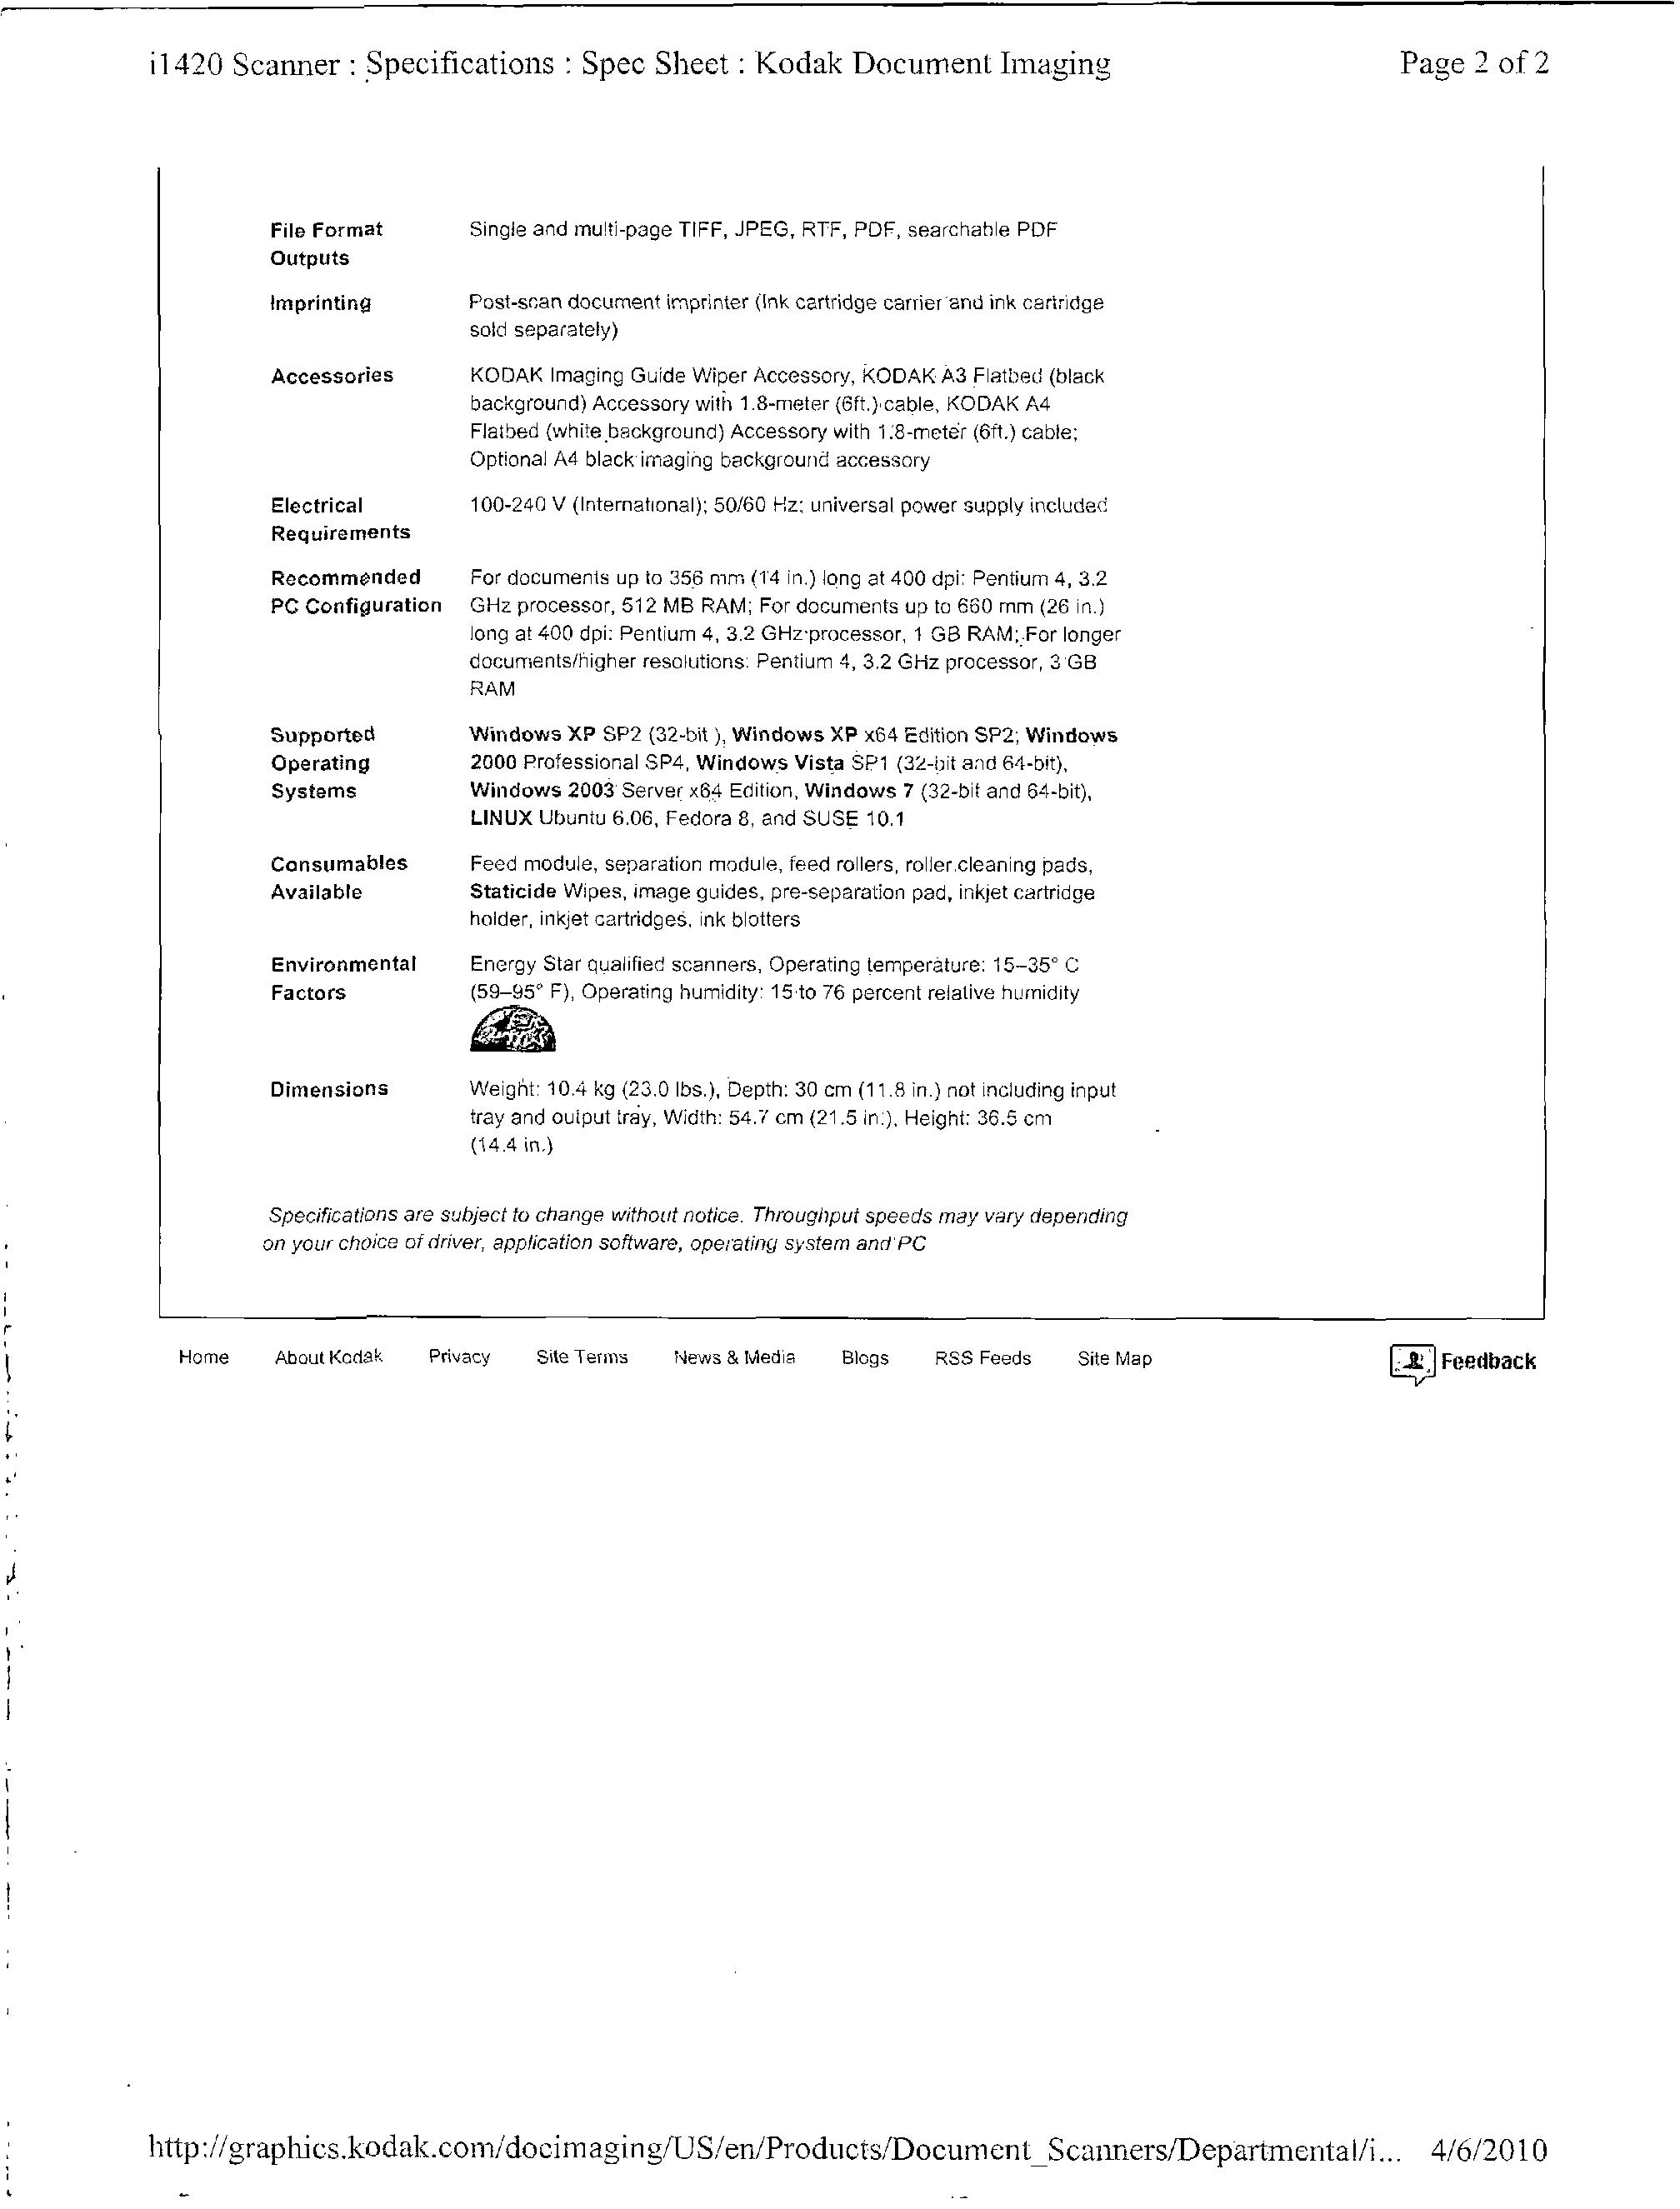 i1420 Scanner : Specifications : Spec Sheet : Kodak Document Imaging Page 2 of 2
File Format Single and multi-page TIFF, JPEG, RTF, PDF, searchable PDF
Outputs
Imprinting Post-scan document imprinter (Ink cartridge carrier and ink cartridge
sold separately)
Accessories KODAK Imaging Guide Wiper Accessory, KODAK A3 Flatbed (black
background) Accessory with 1.8-meter (6ft.) cable, KODAK A4
Flatbed (white background) Accessory with 1.8-meter (6ft.) cable;
Optional A4 black imaging background accessory
Electrical 100-240 V (International); 50/60 Hz; universal power supply included
Requirements
Recommended For documents up to 356 mm (14 in.) long at 400 dpi: Pentium 4, 3.2
PC Configuration GHz processor, 512 MB RAM; For documents up to 660 mm (26 in.)
long at 400 dpi: Pentium 4, 3.2 GHz processor, 1 GB RAM; For longer
documents/higher resolutions: Pentium 4, 3.2 GHz processor, 3 GB
RAM
Supported Windows XP SP2 (32-bit ), Windows XP x64 Edition SP2; Windows
Operating 2000 Professional SP4, Windows Vista SP1 (32-bit and 64-bit),
Systems Windows 2003 Server x64 Edition, Windows 7 (32-bit and 64-bit),
LINUX Ubuntu 6.06, Fedora 8, and SUSE 10.1
Consumables Feed module, separation module, feed rollers, roller cleaning pads,
Available Staticide Wipes, image guides, pre-separation pad, inkjet cartridge
holder, inkjet cartridges, ink blotters
Environmental Energy Star qualified scanners, Operating temperature: 15–35° C
Factors (59–95° F), Operating humidity: 15 to 76 percent relative humidity
Dimensions Weight: 10.4 kg (23.0 lbs.), Depth: 30 cm (11.8 in.) not including input
tray and output tray, Width: 54.7 cm (21.5 in.), Height: 36.5 cm
(14.4 in.)
Specifications are subject to change without notice. Throughput speeds may vary depending
on your choice of driver, application software, operating system and PC
Home About Kodak Privacy Site Terms News & Media Blogs RSS Feeds Site Map Feedback
http://graphics.kodak.com/docimaging/US/en/Products/Document_Scanners/Departmental/i... 4/6/2010